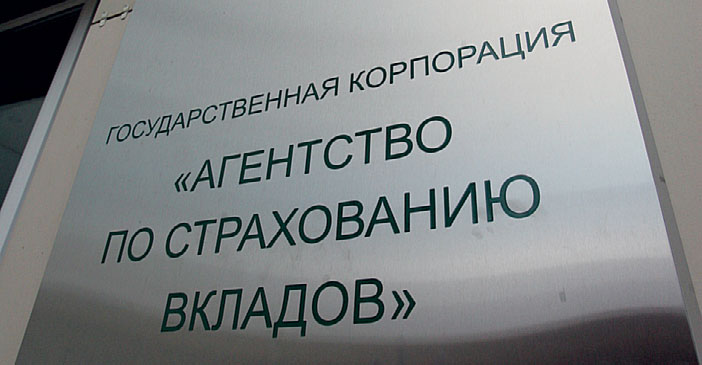 ГОСУДАРСТВЕННАЯ КОРПОРАЦИЯ
«АГЕНТСТВО
ПО СТРАХОВАНИЮ
ВКЛАДОВ»